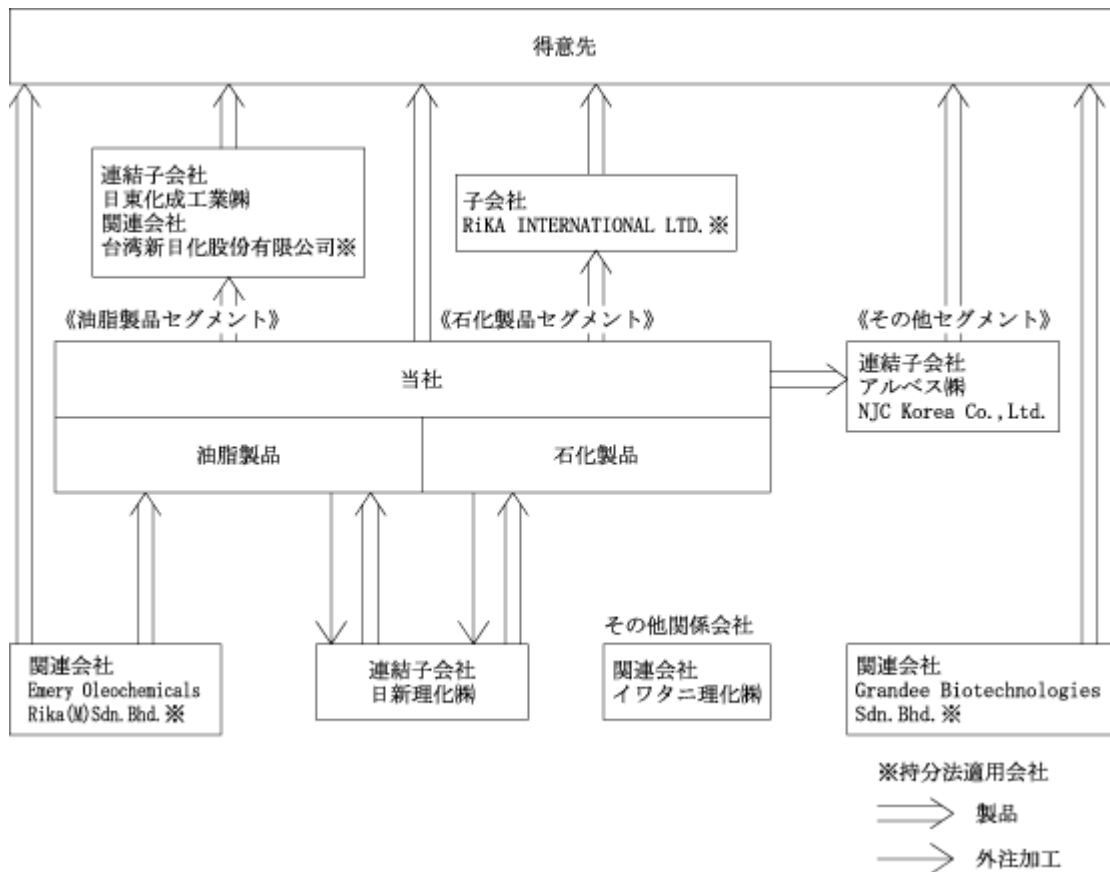 得意先
連結子会社
日東化成工業㈱
関連会社
台湾新日化股份有限公司※
子会社
RiKA INTERNATIONAL LTD.※
《油脂製品セグメント》
《石化製品セグメント》
《その他セグメント》
当社
連結子会社
アルベス㈱
NJC Korea Co.,Ltd.
油脂製品
石化製品
その他関係会社
関連会社
Emery Oleochemicals
Rika(M)Sdn.Bhd.※
連結子会社
日新理化㈱
関連会社
イワタニ理化㈱
関連会社
Grandee Biotechnologies
Sdn.Bhd.※
※持分法適用会社
製品
外注加工